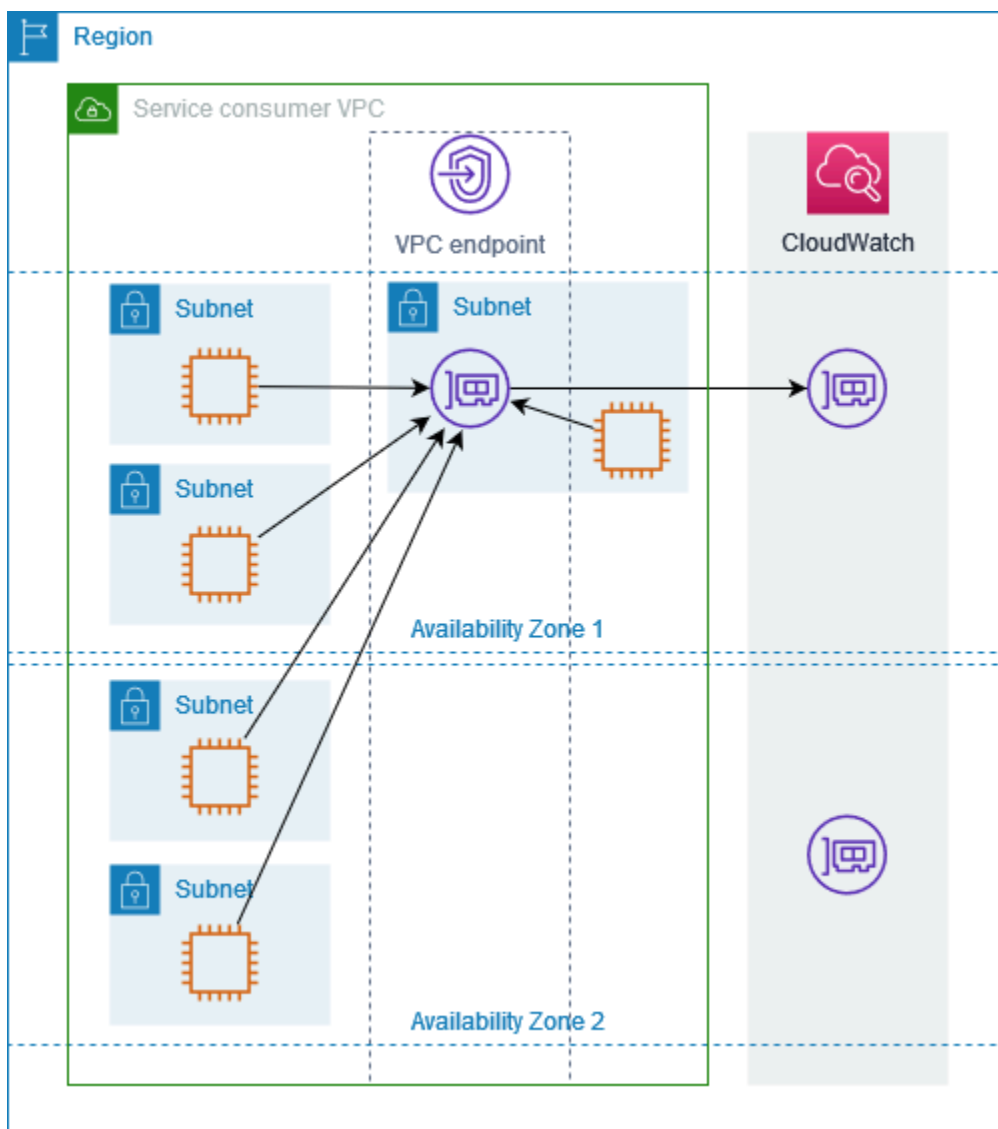 Region
Service consumer VPC
VPC endpoint
CloudWatch
Subnet
Subnet
Subnet
Availability Zone 1
Subnet
Subnet
Availability Zone 2